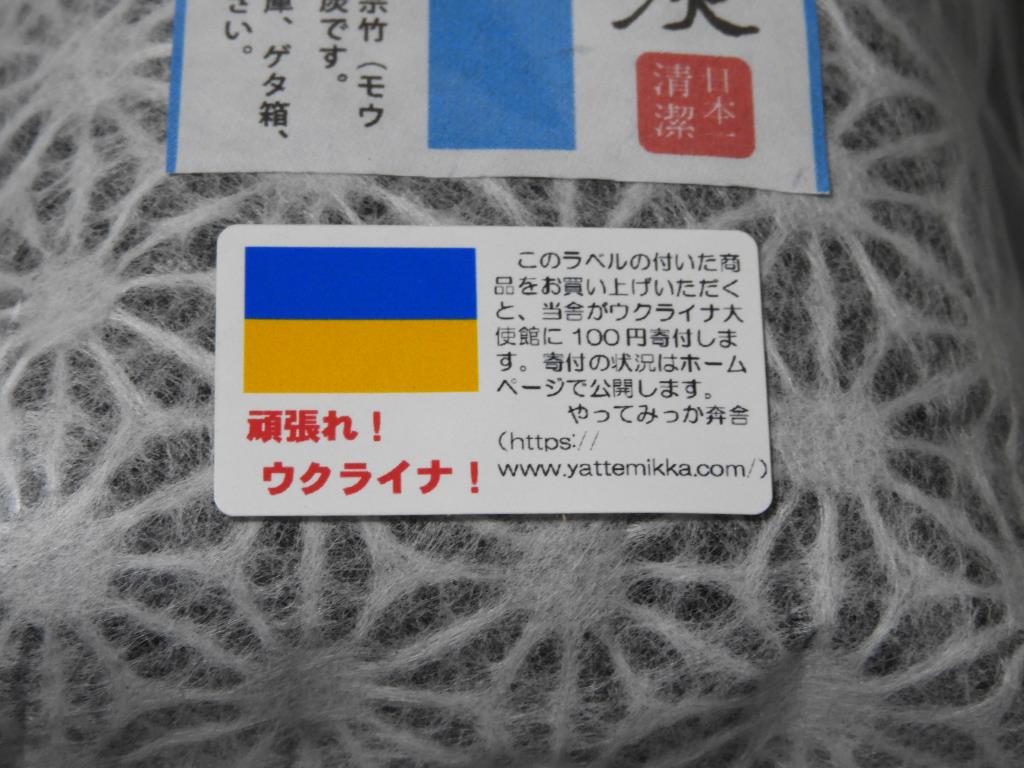 宗竹（モウ
炭です。
庫、ゲタ箱、
さい。
炭
日本一
清潔
このラベルの付いた商
品をお買い上げいただく
と、当舎がウクライナ大
使館に100円寄付しま
す。寄付の状況はホーム
ページで公開します。
やってみっか弈舎
(https://
www.yattemikka.com/)
頑張れ！
ウクライナ！